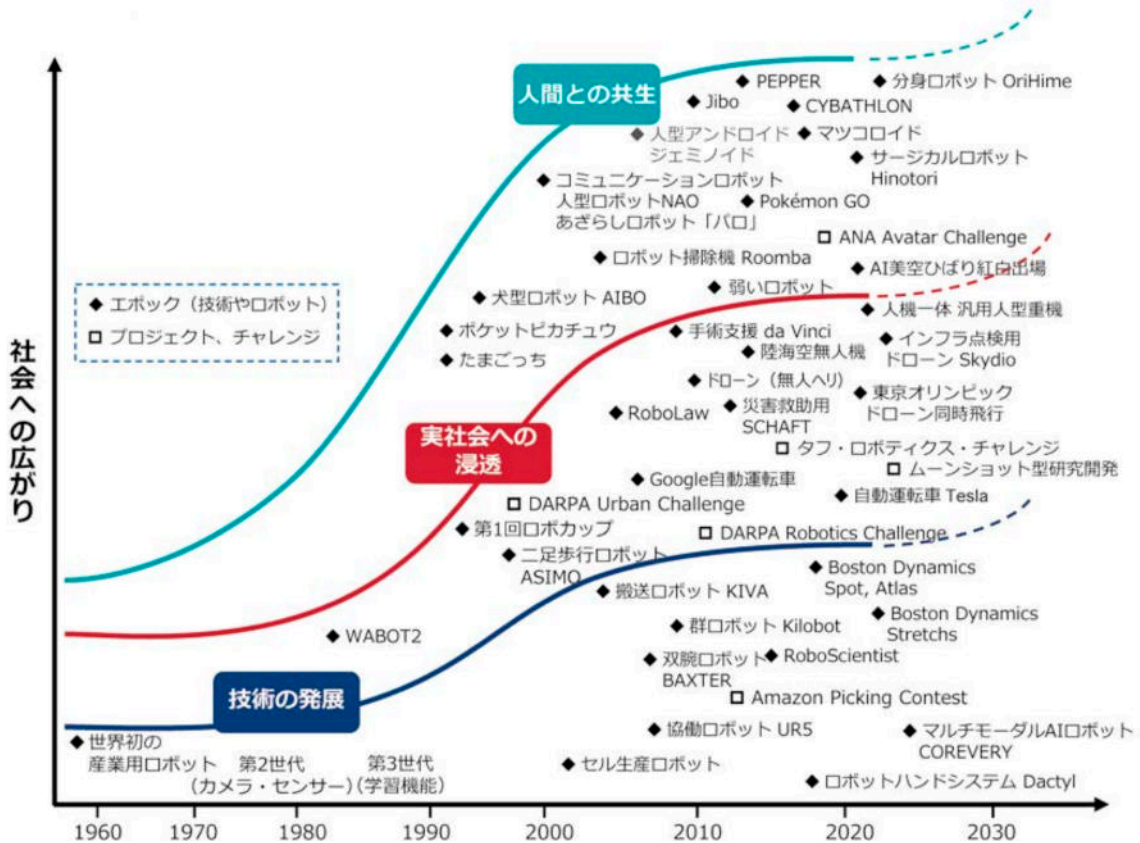 人間との共生
PEPPER
分身ロボット OriHime
Jibo
CYBATHLON
人型アンドロイド
ジェミノイド
マツコロイド
サージカルロボット
Hinotori
コミュニケーションロボット
人型ロボットNAO
あざらしロボット「パロ」
Pokémon GO
ANA Avatar Challenge
ロボット掃除機 Roomba
AI美空ひばり紅白出場
エポック（技術やロボット）
プロジェクト、チャレンジ
犬型ロボット AIBO
弱いロボット
人機一体 汎用人型重機
ポケットピカチュウ
手術支援 da Vinci
インフラ点検用
ドローン Skydio
たまごっち
陸海空無人機
ドローン（無人ヘリ）
東京オリンピック
ドローン同時飛行
RoboLaw
災害救助用
SCHAFT
社会への広がり
実社会への
浸透
タフ・ロボティクス・チャレンジ
ムーンショット型研究開発
Google自動運転車
自動運転車 Tesla
DARPA Urban Challenge
第1回ロボカップ
DARPA Robotics Challenge
二足歩行ロボット
ASIMO
Boston Dynamics
Spot, Atlas
搬送ロボット KIVA
Boston Dynamics
Stretchs
WABOT2
群ロボット Kilobot
双腕ロボット
BAXTER
RoboScientist
技術の発展
Amazon Picking Contest
協働ロボット UR5
マルチモーダルAIロボット
COREVERY
世界初の
産業用ロボット
第2世代
（カメラ・センサー）
第3世代
（学習機能）
セル生産ロボット
ロボットハンドシステム Dactyl
1960 1970 1980 1990 2000 2010 2020 2030